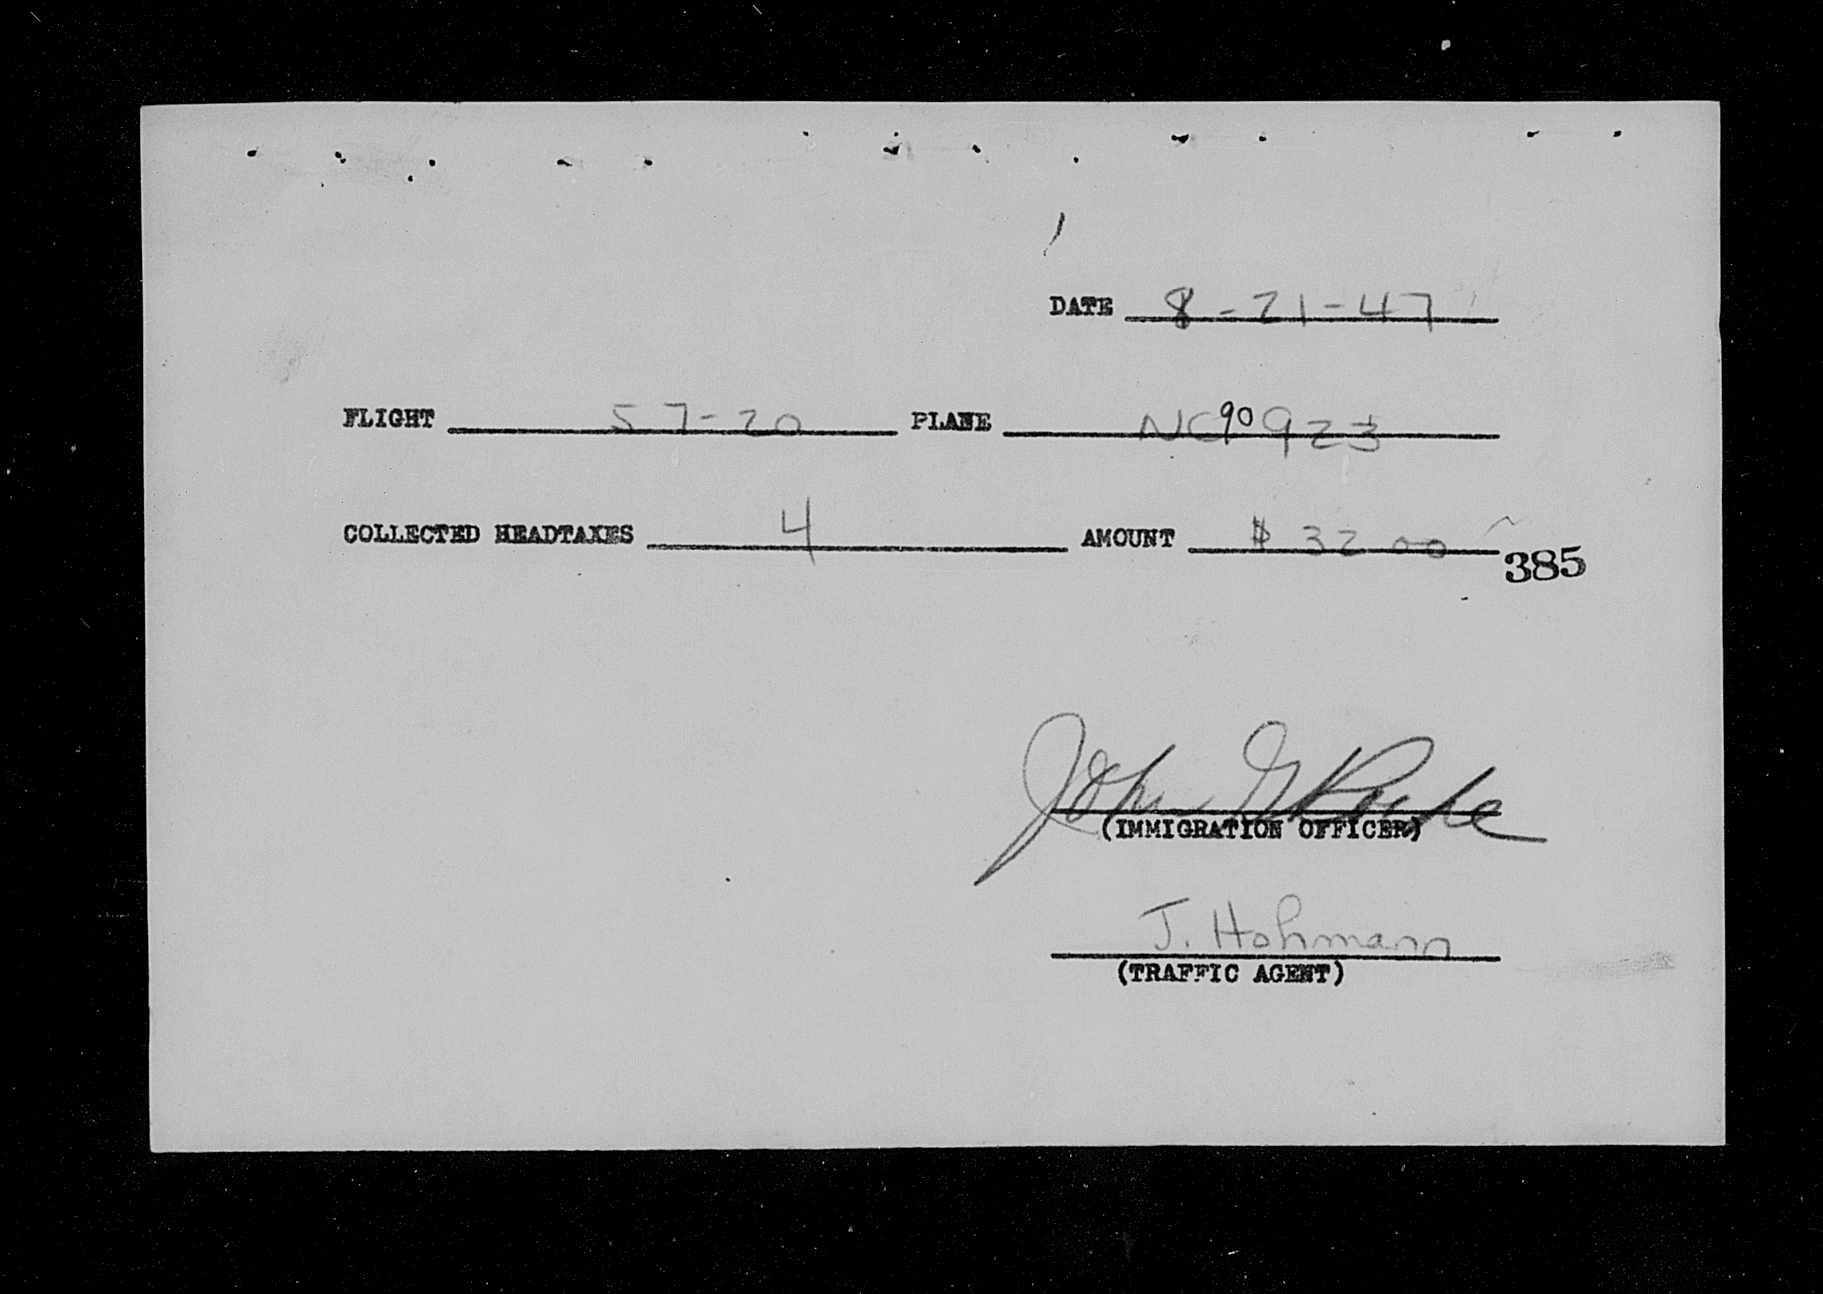 DATE 8-21-47
FLIGHT 57-20 PLANE NC90923
COLLECTED HEADTAXES 4 AMOUNT $ 32 00
385
John G
(IMMIGRATION OFFICER)
J. Hohmann
(TRAFFIC AGENT)